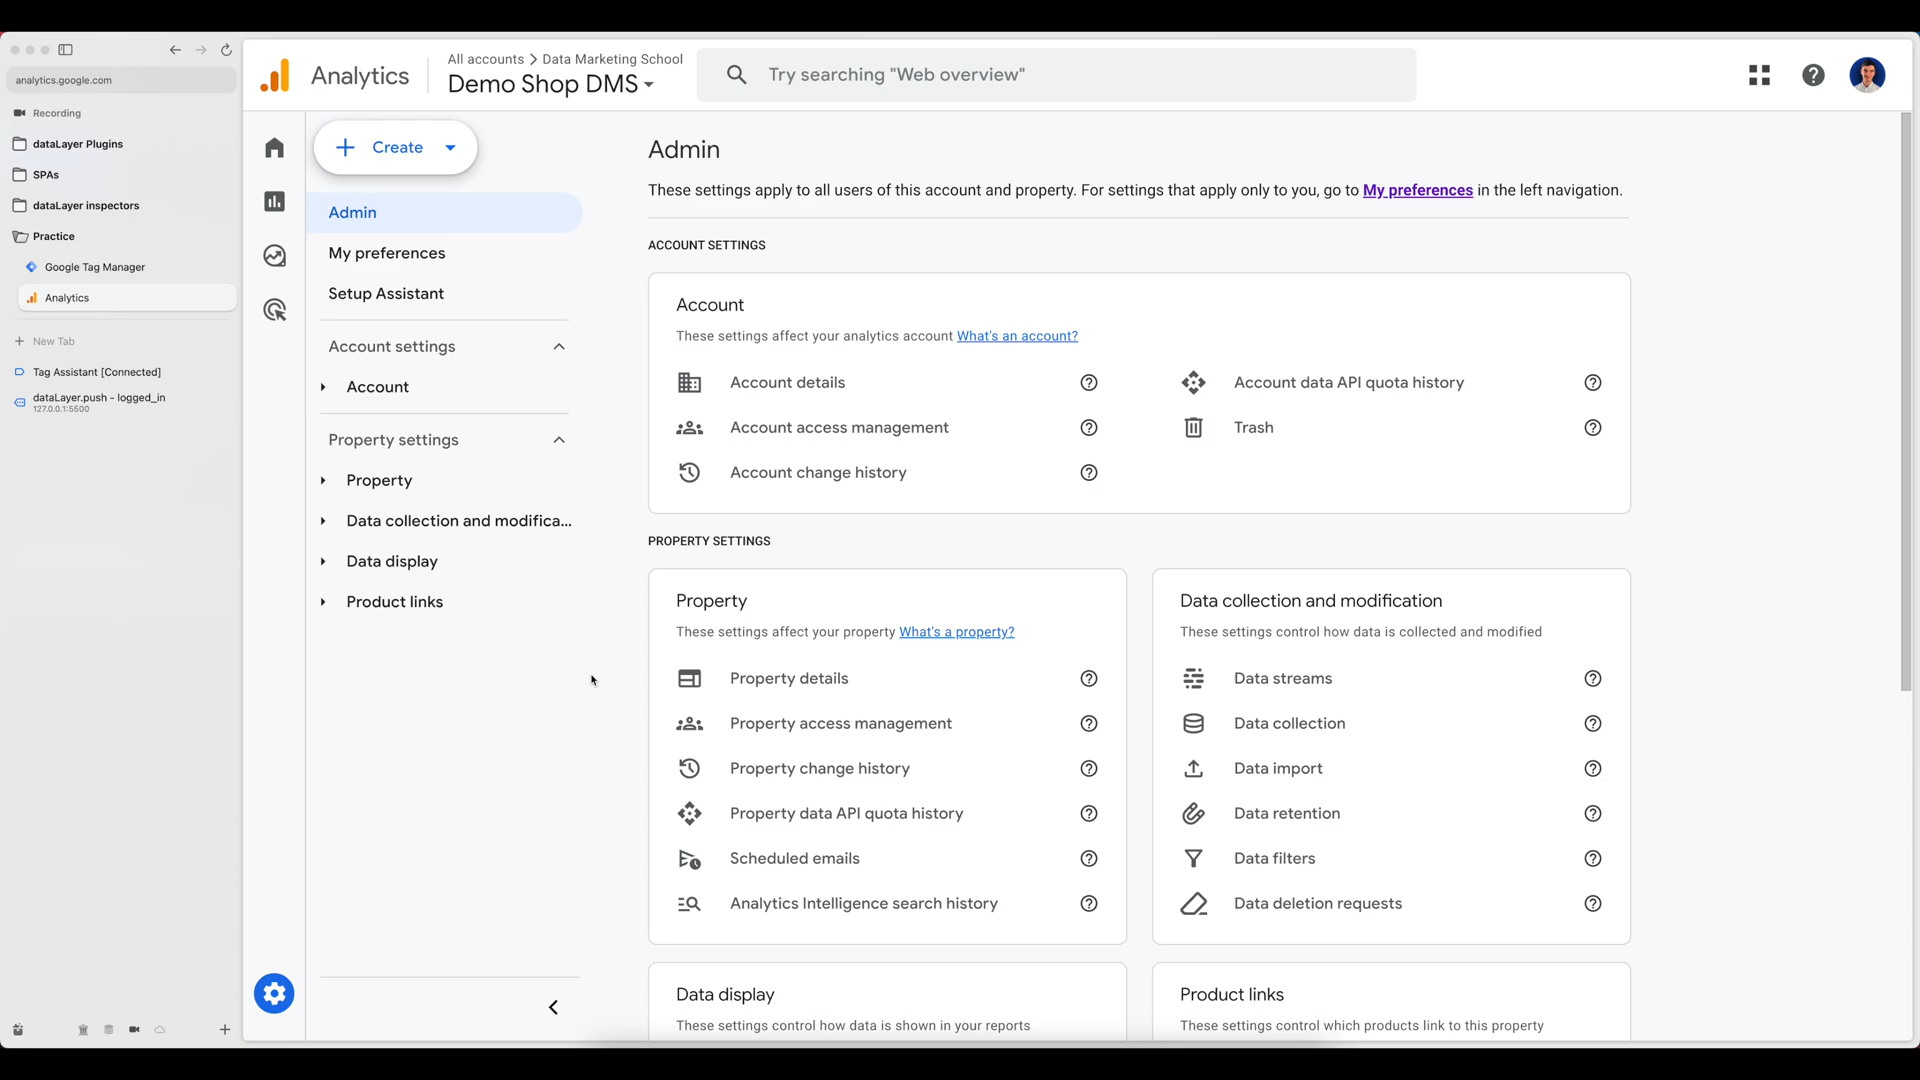 analytics.google.com
Recording
dataLayer Plugins
SPAs
dataLayer inspectors
Practice
Google Tag Manager
Analytics
New Tab
Tag Assistant [Connected]
dataLayer.push - logged_in
127.0.0.1:5500
Analytics
All accounts > Data Marketing School
Demo Shop DMS
Try searching "Web overview"
Create
Admin
My preferences
Setup Assistant
Account settings
Account
Property settings
Property
Data collection and modifica...
Data display
Product links
Admin
These settings apply to all users of this account and property. For settings that apply only to you, go to My preferences in the left navigation.
ACCOUNT SETTINGS
Account
These settings affect your analytics account What's an account?
Account details
Account data API quota history
Account access management
Trash
Account change history
PROPERTY SETTINGS
Property
These settings affect your property What's a property?
Property details
Property access management
Property change history
Property data API quota history
Scheduled emails
Analytics Intelligence search history
Data collection and modification
These settings control how data is collected and modified
Data streams
Data collection
Data import
Data retention
Data filters
Data deletion requests
Data display
These settings control how data is shown in your reports
Product links
These settings control which products link to this property